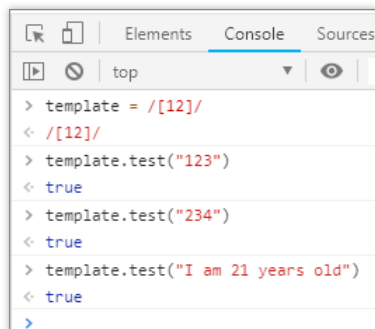 Elements Console Sources
top
> template = /[12]/
< /[12]/
> template.test("123")
< true
> template.test("234")
< true
> template.test("I am 21 years old")
< true
>